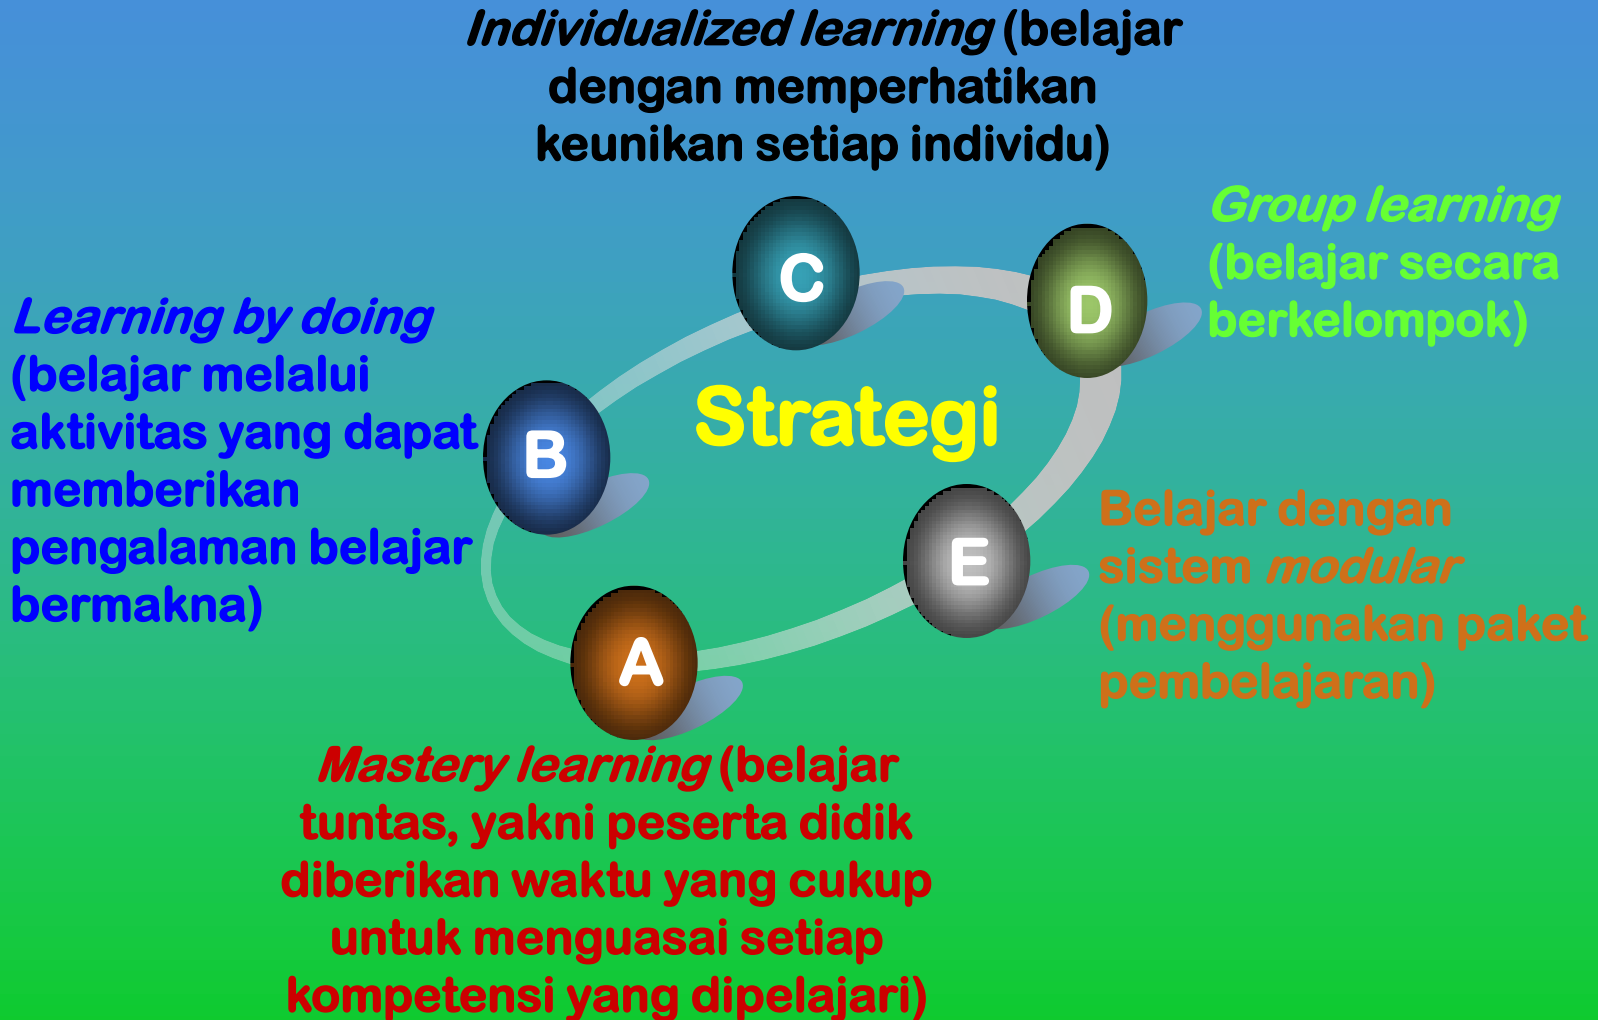 Individualized learning (belajar
dengan memperhatikan
keunikan setiap individu)
Group learning
(belajar secara
berkelompok)
C
D
Learning by doing
(belajar melalui
aktivitas yang dapat
memberikan
pengalaman belajar
bermakna)
Strategi
B
E
Belajar dengan
sistem modular
(menggunakan paket
pembelajaran)
A
Mastery learning (belajar
tuntas, yakni peserta didik
diberikan waktu yang cukup
untuk menguasai setiap
kompetensi yang dipelajari)